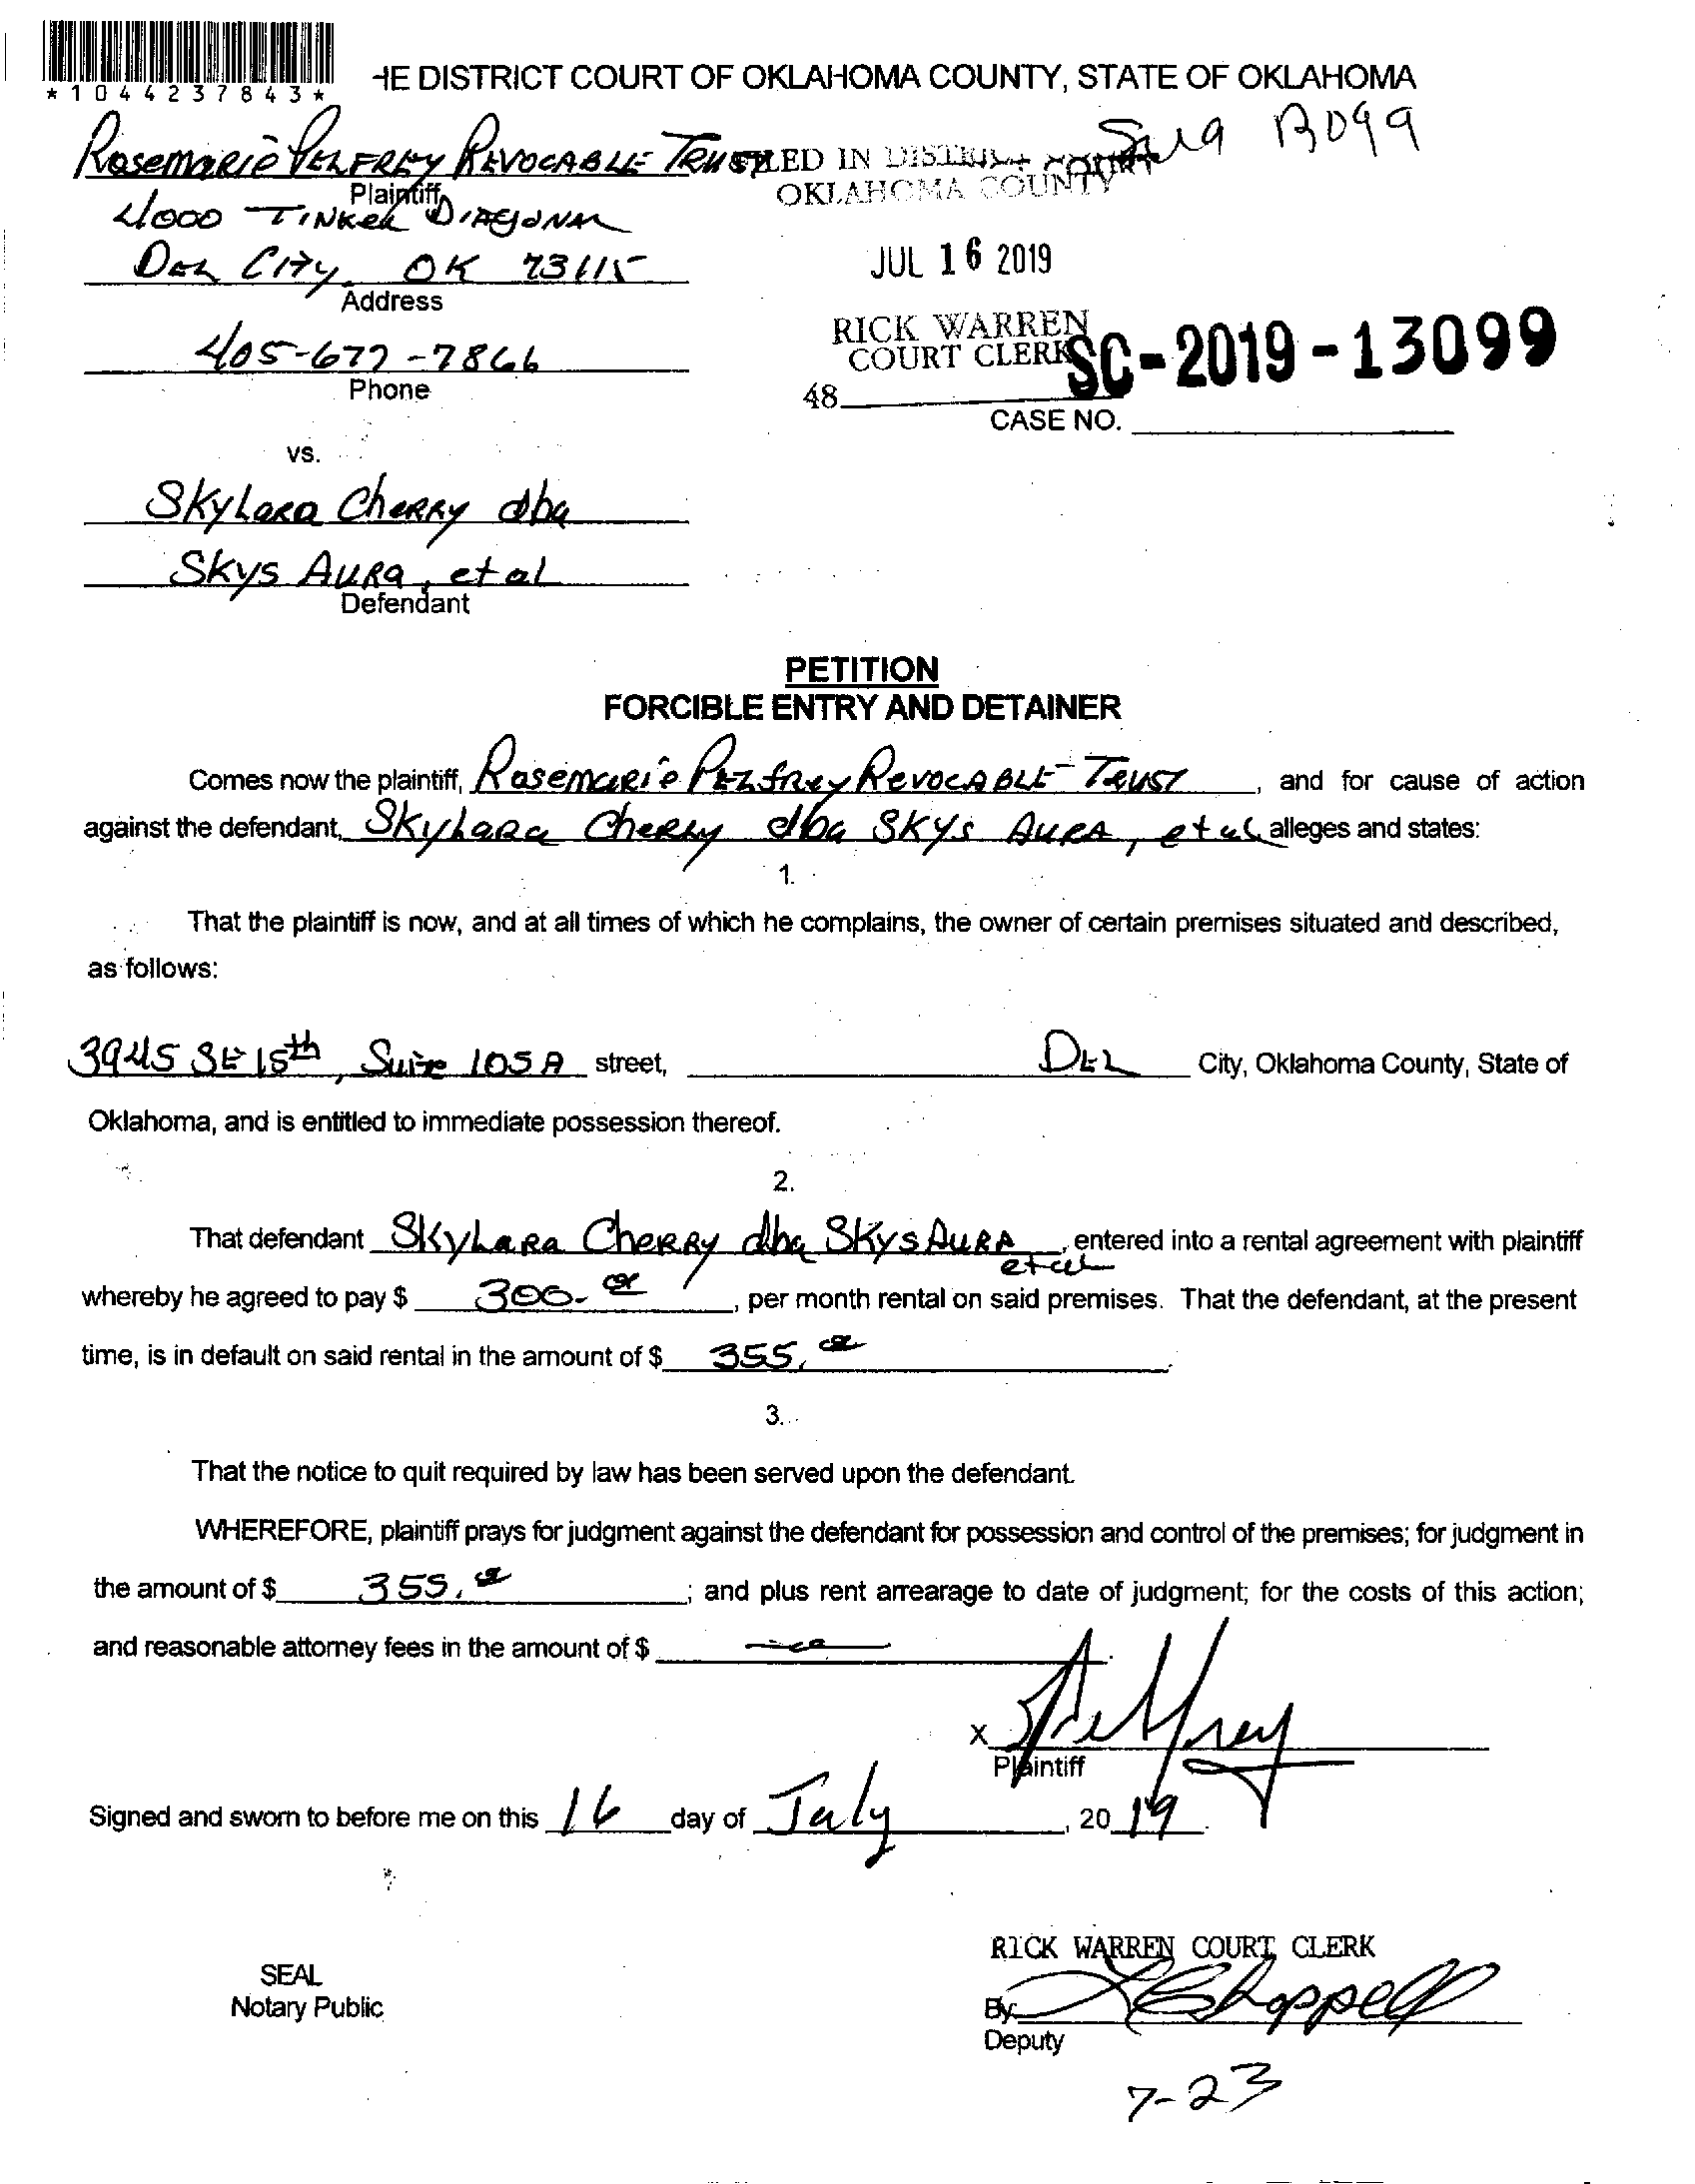 *1044237843*
HE DISTRICT COURT OF OKLAHOMA COUNTY, STATE OF OKLAHOMA
Rosemarie Pelfrey Revocable Trust
FILED IN DISTRICT COURT
OKLAHOMA COUNTY
Plaintiff
4000 Tinker Diagonal
Del City, OK 73115
Address
JUL 16 2019
405-677-7866
Phone
RICK WARREN
COURT CLERK
SC-2019-13099
48
CASE NO.
vs.
Skylara Cherry dba
Skys Aura, et al
Defendant
PETITION
FORCIBLE ENTRY AND DETAINER
Comes now the plaintiff, Rosemarie Pelfrey Revocable Trust, and for cause of action
against the defendant, Skylara Cherry dba Skys Aura, et al alleges and states:
1.
That the plaintiff is now, and at all times of which he complains, the owner of certain premises situated and described,
as follows:
3945 SE 15th, Suite 105A street, Del City, Oklahoma County, State of
Oklahoma, and is entitled to immediate possession thereof.
2.
That defendant Skylara Cherry dba Skys Aura et al, entered into a rental agreement with plaintiff
whereby he agreed to pay $ 300.- , per month rental on said premises. That the defendant, at the present
time, is in default on said rental in the amount of $ 355. .
3.
That the notice to quit required by law has been served upon the defendant.
WHEREFORE, plaintiff prays for judgment against the defendant for possession and control of the premises; for judgment in
the amount of $ 355. ; and plus rent arrearage to date of judgment; for the costs of this action;
and reasonable attorney fees in the amount of $ .
X Pelfrey
Plaintiff
Signed and sworn to before me on this 16 day of July, 2019.
RICK WARREN COURT CLERK
SEAL
Notary Public
By: Chappell
Deputy
7-23